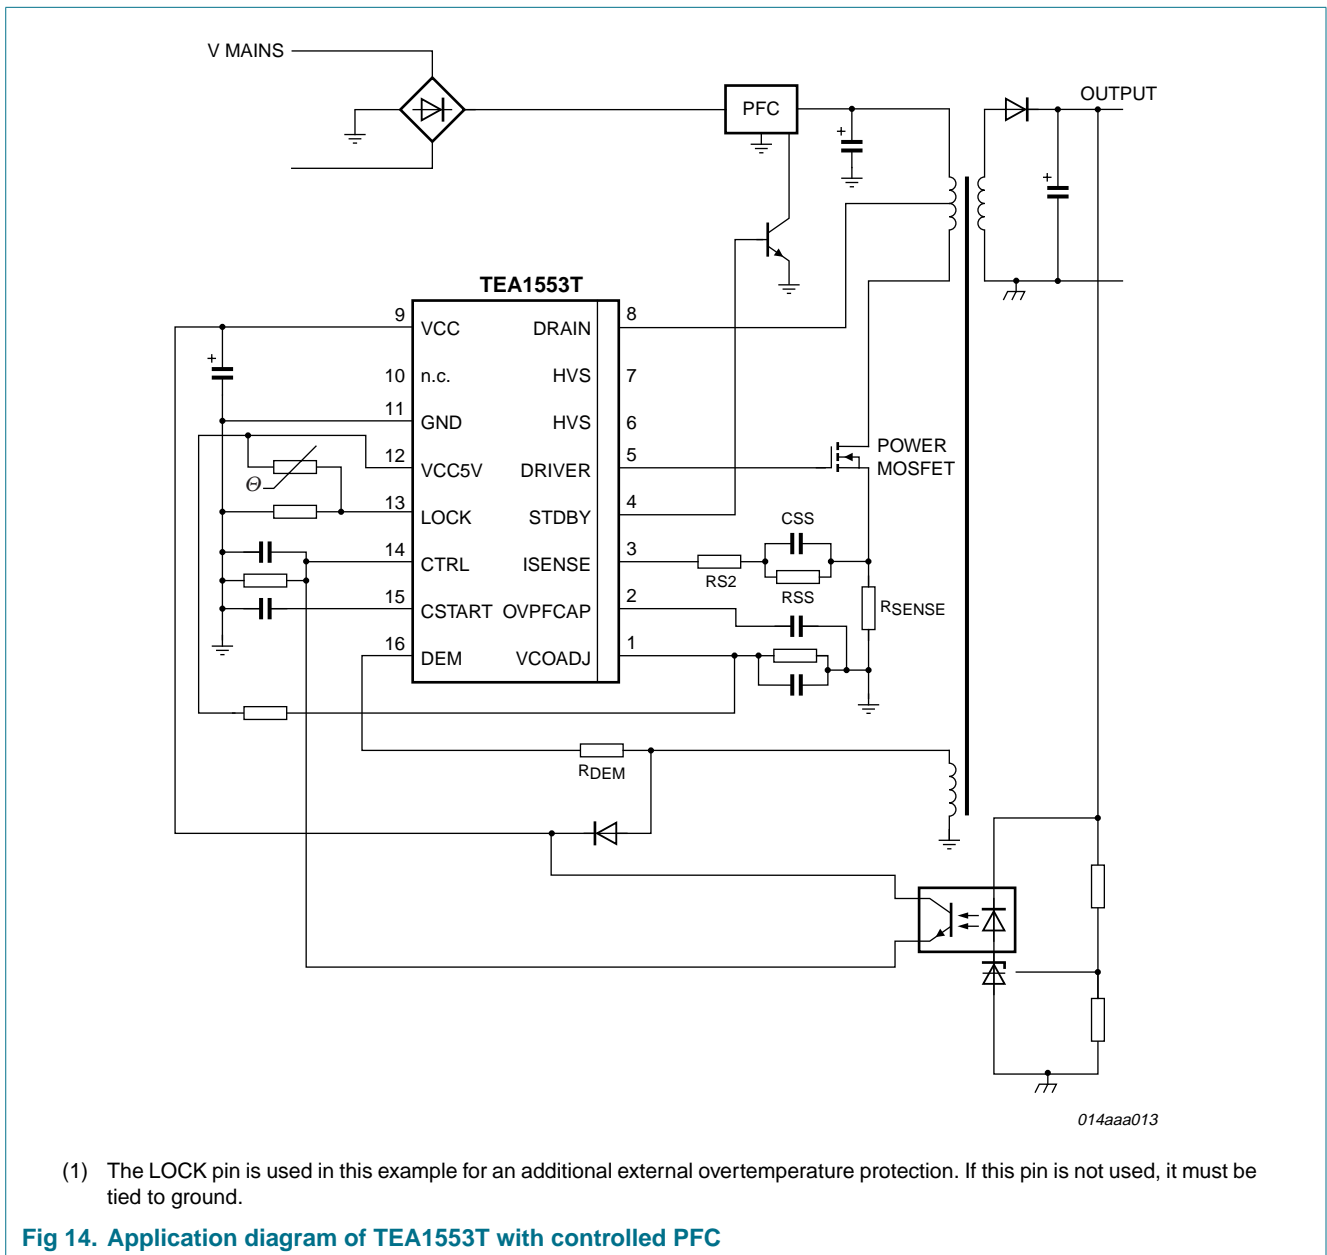 V MAINS
PFC
OUTPUT
TEA1553T
9 VCC DRAIN 8
10 n.c. HVS 7
11 GND HVS 6
12 VCC5V DRIVER 5
13 LOCK STDBY 4
14 CTRL ISENSE 3
15 CSTART OVPFCAP 2
16 DEM VCOADJ 1
POWER
MOSFET
Θ
CSS
RS2
RSS
RSENSE
RDEM
014aaa013
(1) The LOCK pin is used in this example for an additional external overtemperature protection. If this pin is not used, it must be
tied to ground.
Fig 14. Application diagram of TEA1553T with controlled PFC